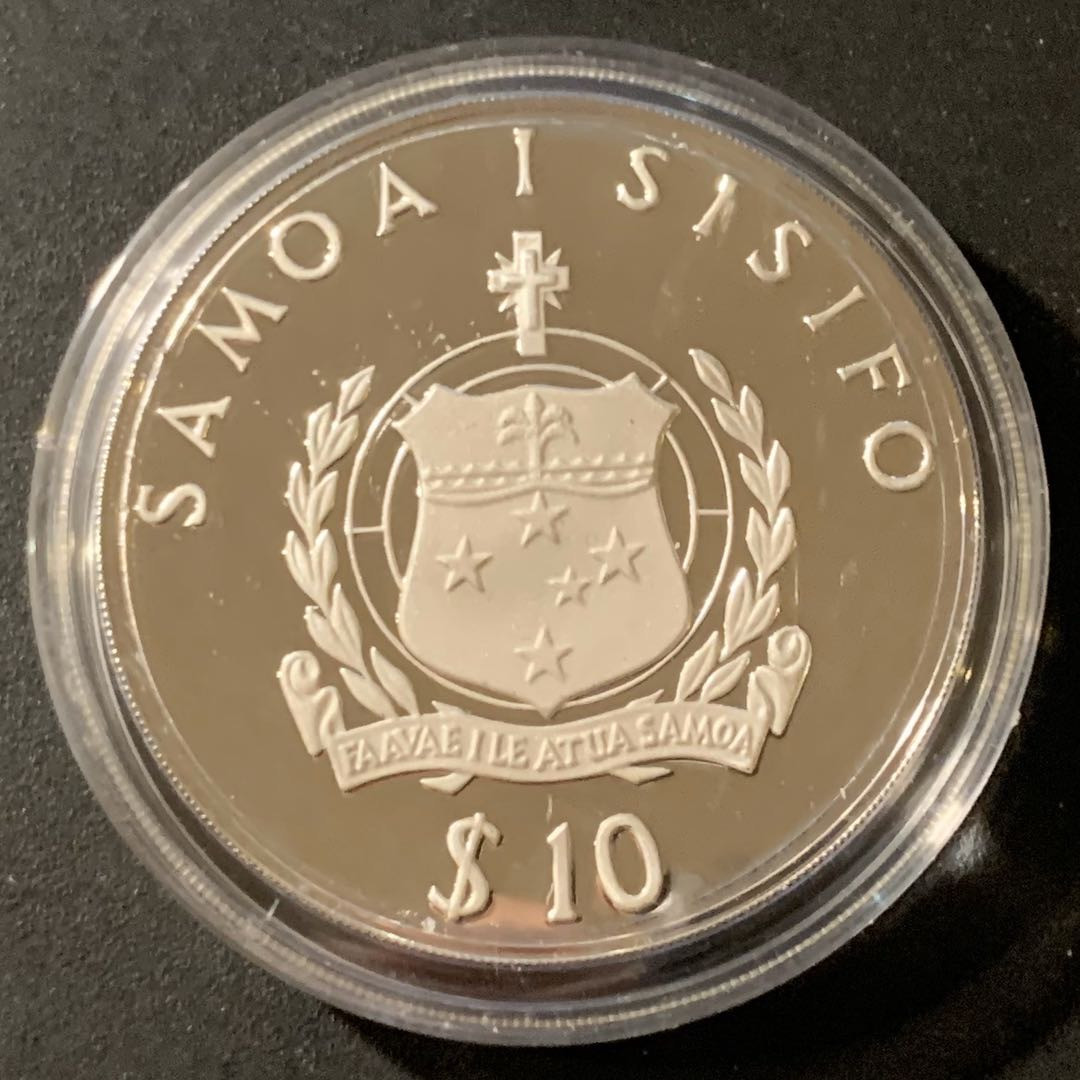 SAMOA I SISIFO
FAAVAE I LE ATUA SAMOA
$10